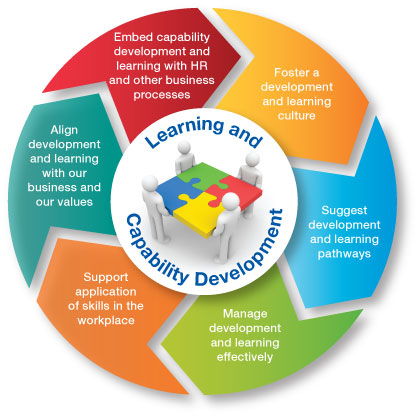 Embed capability
development and
learning with HR
and other business
processes
Foster a
development
and learning
culture
Suggest
development
and learning
pathways
Manage
development
and learning
effectively
Support
application
of skills in the
workplace
Align
development
and learning
with our
business and
our values
Learning and
Capability Development